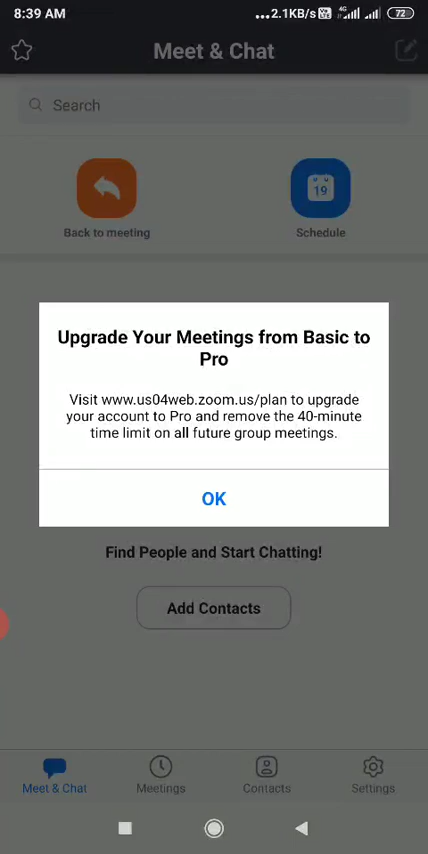 8:39 AM
...2.1KB/s 4G 72
Meet & Chat
Search
19
Back to meeting
Schedule
Upgrade Your Meetings from Basic to
Pro
Visit www.us04web.zoom.us/plan to upgrade
your account to Pro and remove the 40-minute
time limit on all future group meetings.
OK
Find People and Start Chatting!
Add Contacts
Meet & Chat
Meetings
Contacts
Settings